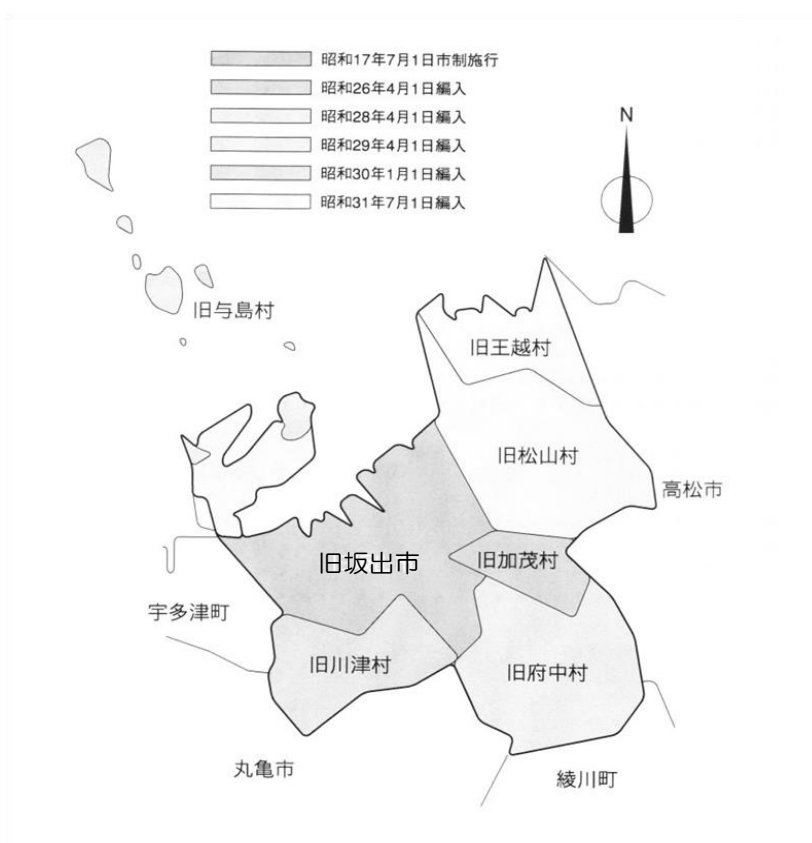 昭和17年7月1日市制施行
昭和26年4月1日編入
昭和28年4月1日編入
昭和29年4月1日編入
昭和30年1月1日編入
昭和31年7月1日編入
N
旧与島村
旧王越村
旧松山村
高松市
旧坂出市
旧加茂村
宇多津町
旧川津村
旧府中村
丸亀市
綾川町